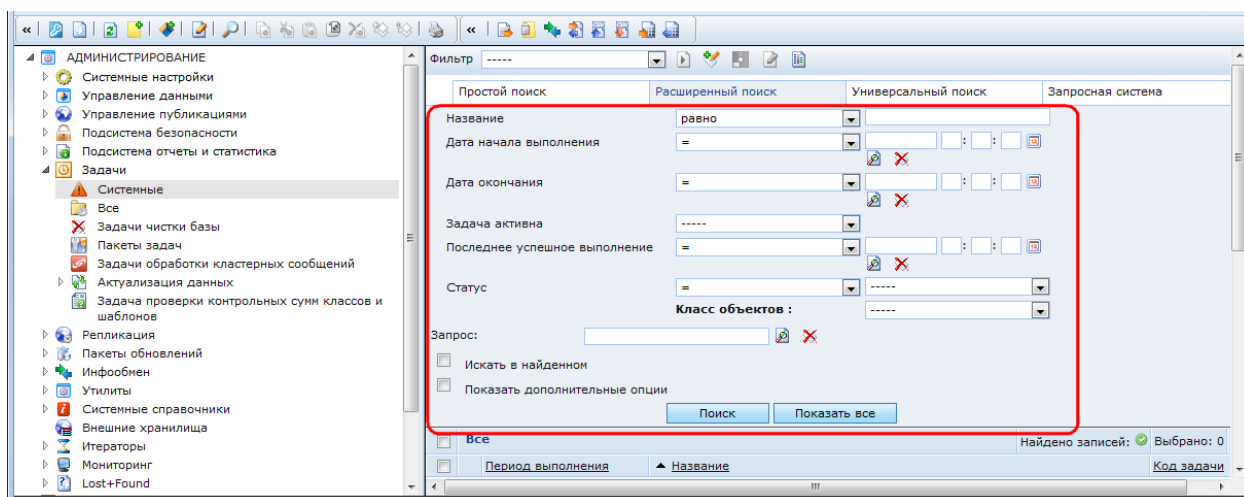 АДМИНИСТРИРОВАНИЕ
Системные настройки
Управление данными
Управление публикациями
Подсистема безопасности
Подсистема отчеты и статистика
Задачи
Системные
Все
Задачи чистки базы
Пакеты задач
Задачи обработки кластерных сообщений
Актуализация данных
Задача проверки контрольных сумм классов и
шаблонов
Репликация
Пакеты обновлений
Инфообмен
Утилиты
Системные справочники
Внешние хранилища
Итераторы
Мониторинг
Lost+Found
Фильтр -----
Простой поиск Расширенный поиск Универсальный поиск Запросная система
Название равно
Дата начала выполнения = : :
Дата окончания = : :
Задача активна -----
Последнее успешное выполнение = : :
Статус = -----
Класс объектов : -----
Запрос:
Искать в найденном
Показать дополнительные опции
Поиск Показать все
Все Найдено записей: Выбрано: 0
Период выполнения Название Код задачи